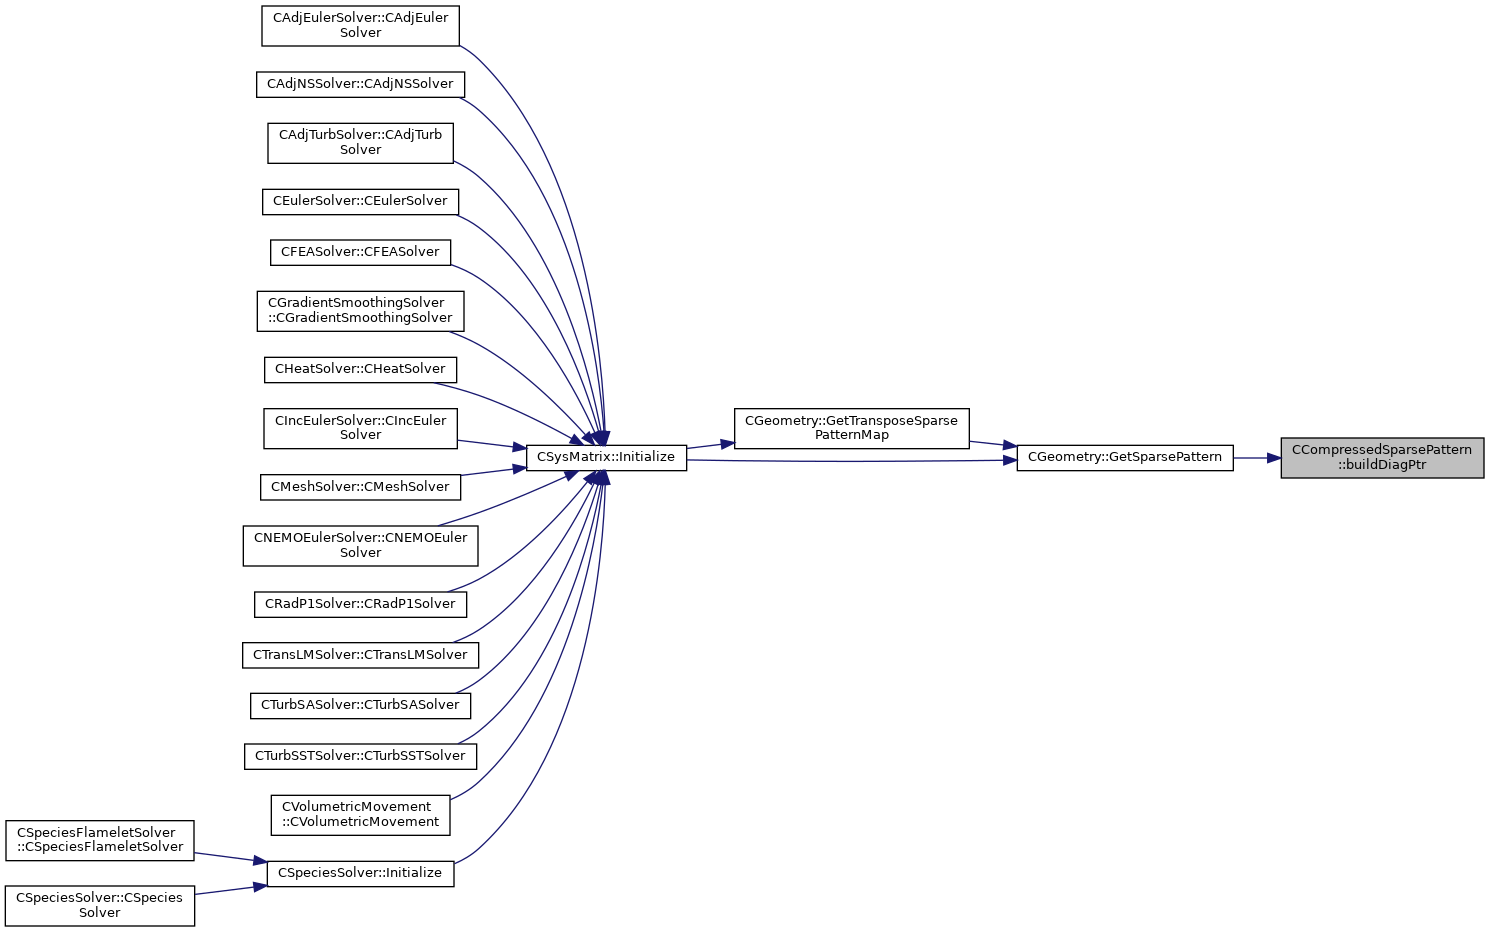 CAdjEulerSolver::CAdjEuler
Solver
CAdjNSSolver::CAdjNSSolver
CAdjTurbSolver::CAdjTurb
Solver
CEulerSolver::CEulerSolver
CFEASolver::CFEASolver
CGradientSmoothingSolver
::CGradientSmoothingSolver
CHeatSolver::CHeatSolver
CIncEulerSolver::CIncEuler
Solver
CMeshSolver::CMeshSolver
CNEMOEulerSolver::CNEMOEuler
Solver
CRadP1Solver::CRadP1Solver
CTransLMSolver::CTransLMSolver
CTurbSASolver::CTurbSASolver
CTurbSSTSolver::CTurbSSTSolver
CVolumetricMovement
::CVolumetricMovement
CSpeciesSolver::Initialize
CSpeciesFlameletSolver
::CSpeciesFlameletSolver
CSpeciesSolver::CSpecies
Solver
CSysMatrix::Initialize
CGeometry::GetTransposeSparse
PatternMap
CGeometry::GetSparsePattern
CCompressedSparsePattern
::buildDiagPtr